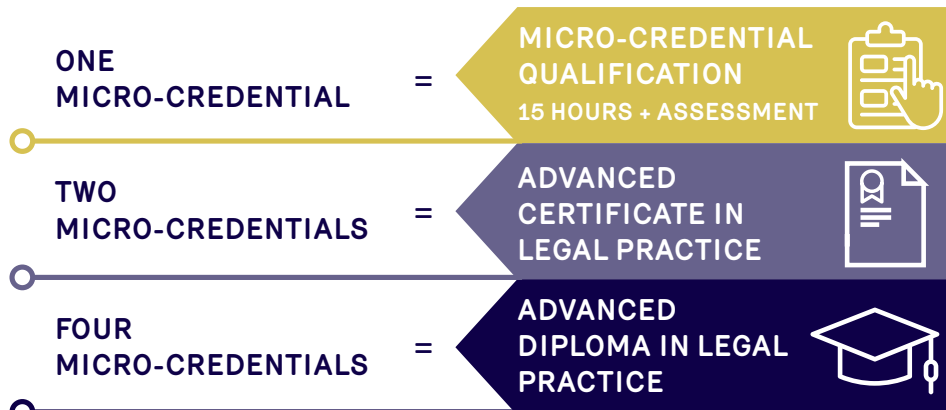 ONE
MICRO-CREDENTIAL
=
MICRO-CREDENTIAL
QUALIFICATION
15 HOURS + ASSESSMENT
TWO
MICRO-CREDENTIALS
=
ADVANCED
CERTIFICATE IN
LEGAL PRACTICE
FOUR
MICRO-CREDENTIALS
=
ADVANCED
DIPLOMA IN LEGAL
PRACTICE